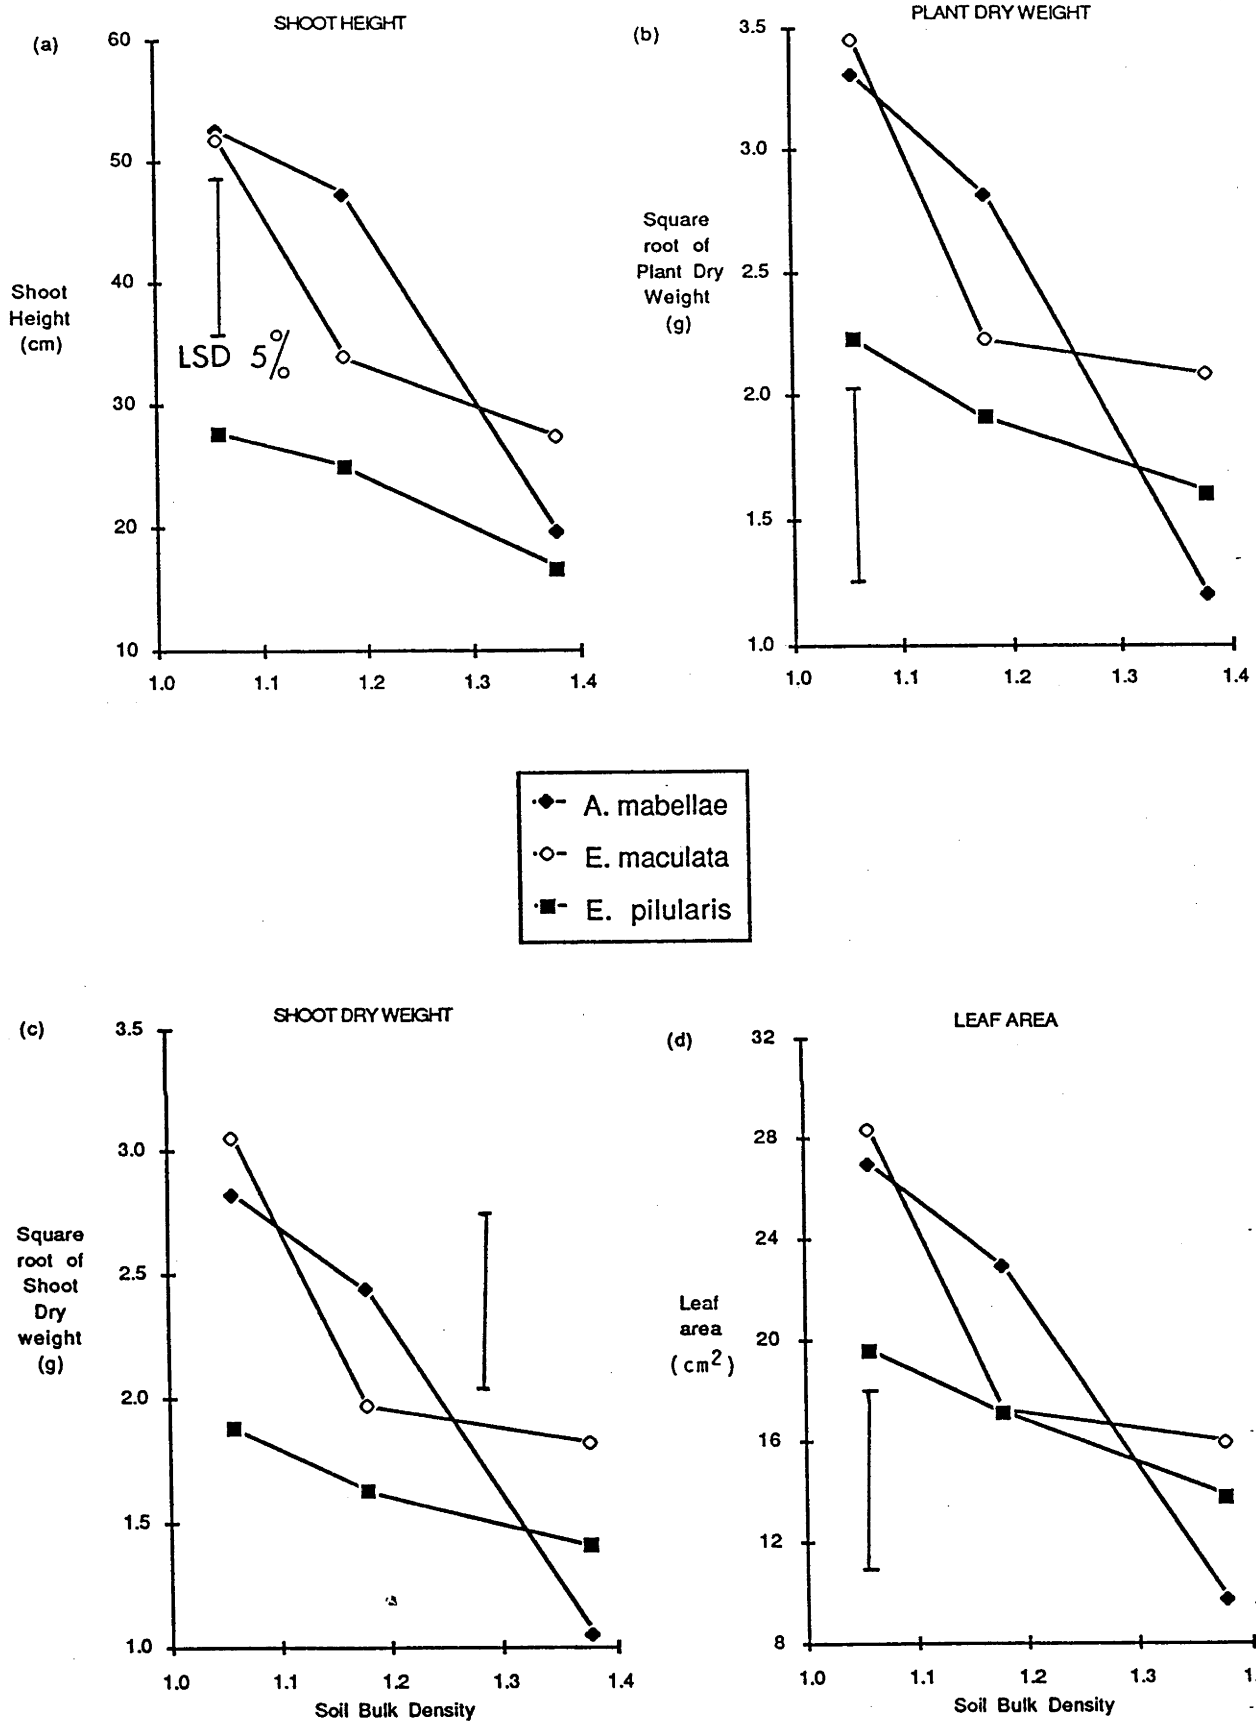 (a)
SHOOT HEIGHT
60
50
40
30
20
10
Shoot
Height
(cm)
LSD 5%
1.0 1.1 1.2 1.3 1.4
(b)
PLANT DRY WEIGHT
3.5
3.0
2.5
2.0
1.5
1.0
Square
root of
Plant Dry
Weight
(g)
1.0 1.1 1.2 1.3 1.4
A. mabellae
E. maculata
E. pilularis
(c)
SHOOT DRY WEIGHT
3.5
3.0
2.5
2.0
1.5
1.0
Square
root of
Shoot
Dry
weight
(g)
1.0 1.1 1.2 1.3 1.4
Soil Bulk Density
(d)
LEAF AREA
32
28
24
20
16
12
8
Leaf
area
(cm²)
1.0 1.1 1.2 1.3 1.
Soil Bulk Density